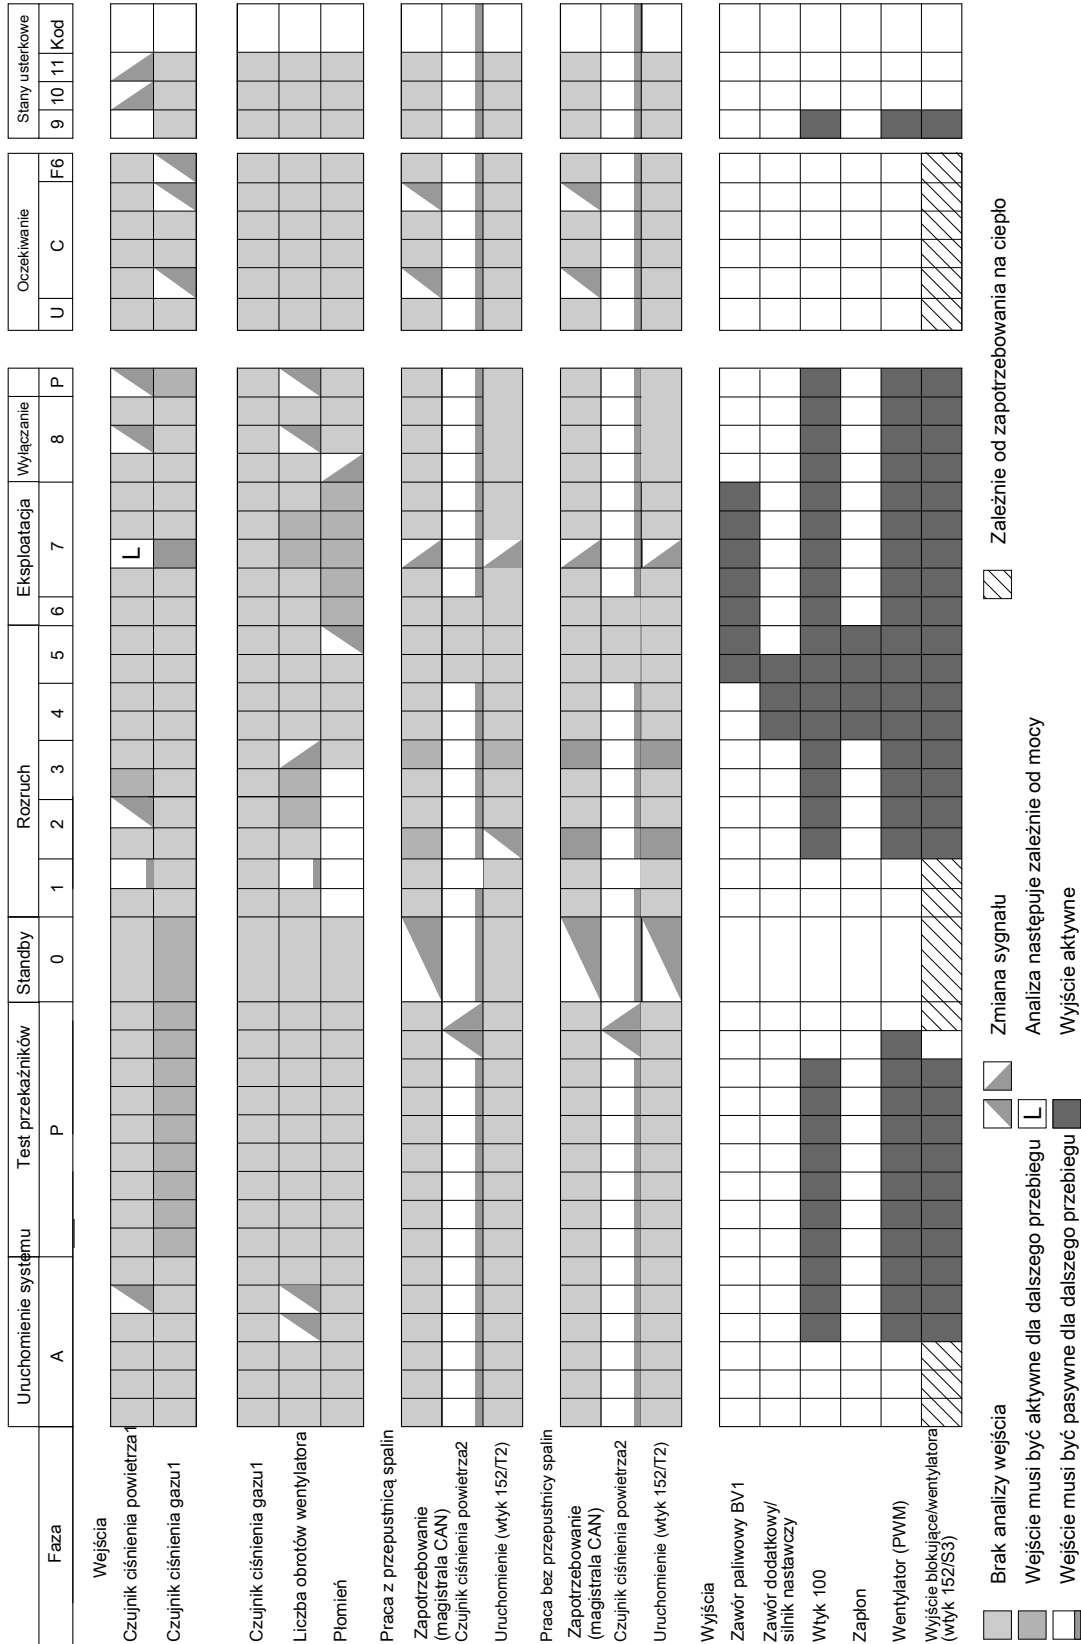 Faza
Uruchomienie systemu
Test przekaźników
Standby
Rozruch
Eksploatacja
Wyłączanie
Oczekiwanie
Stany usterkowe
A
P
0
1
2
3
4
5
6
7
8
P
U
C
F6
9
10
11
Kod
Wejścia
Czujnik ciśnienia powietrza1
L
Czujnik ciśnienia gazu1
Czujnik ciśnienia gazu1
Liczba obrotów wentylatora
Płomień
Praca z przepustnicą spalin
Zapotrzebowanie
(magistrala CAN)
Czujnik ciśnienia powietrza2
Uruchomienie (wtyk 152/T2)
Praca bez przepustnicy spalin
Zapotrzebowanie
(magistrala CAN)
Czujnik ciśnienia powietrza2
Uruchomienie (wtyk 152/T2)
Wyjścia
Zawór paliwowy BV1
Zawór dodatkowy/
silnik nastawczy
Wtyk 100
Zapłon
Wentylator (PWM)
Wyjście blokujące/wentylatora
(wtyk 152/S3)
Brak analizy wejścia
Zmiana sygnału
Zależnie od zapotrzebowania na ciepło
Wejście musi być aktywne dla dalszego przebiegu
L
Analiza następuje zależnie od mocy
Wejście musi być pasywne dla dalszego przebiegu
Wyjście aktywne